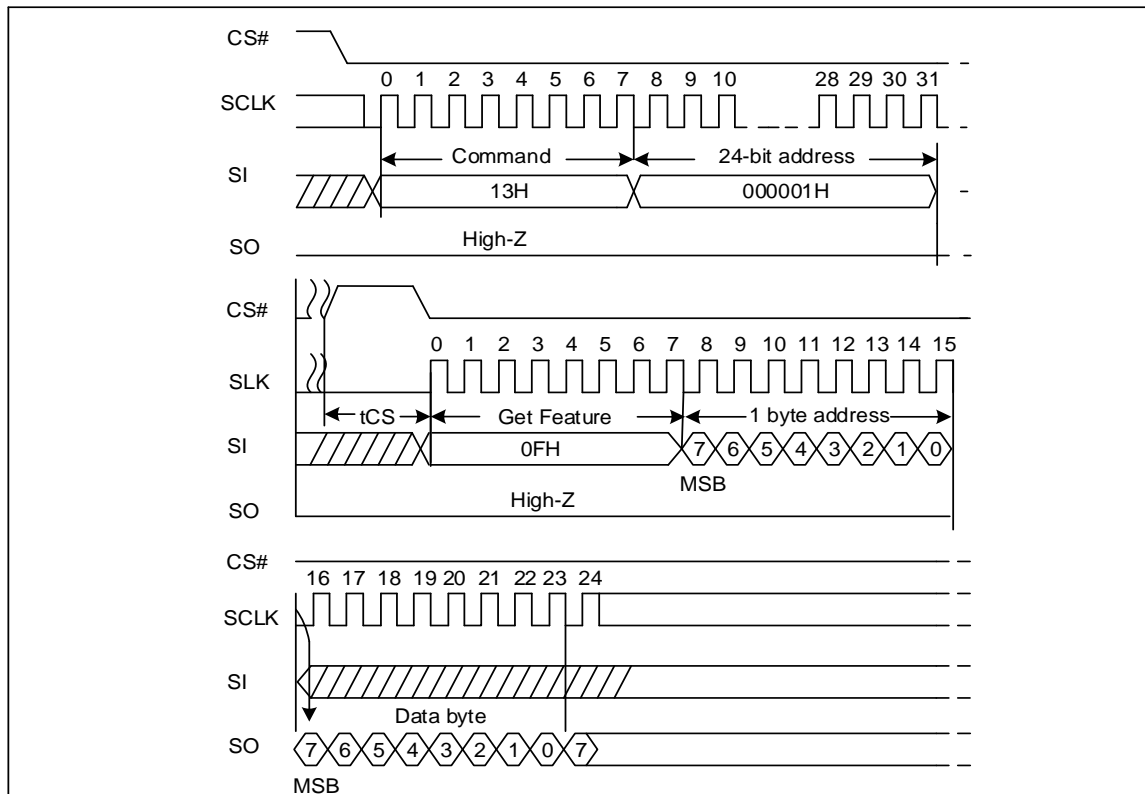 CS#
0 1 2 3 4 5 6 7 8 9 10 28 29 30 31
SCLK
Command 24-bit address
SI
13H 000001H
High-Z
SO
CS#
0 1 2 3 4 5 6 7 8 9 10 11 12 13 14 15
SLK
tCS Get Feature 1 byte address
SI
0FH 7 6 5 4 3 2 1 0
MSB
High-Z
SO
CS#
16 17 18 19 20 21 22 23 24
SCLK
SI
Data byte
SO 7 6 5 4 3 2 1 0 7
MSB